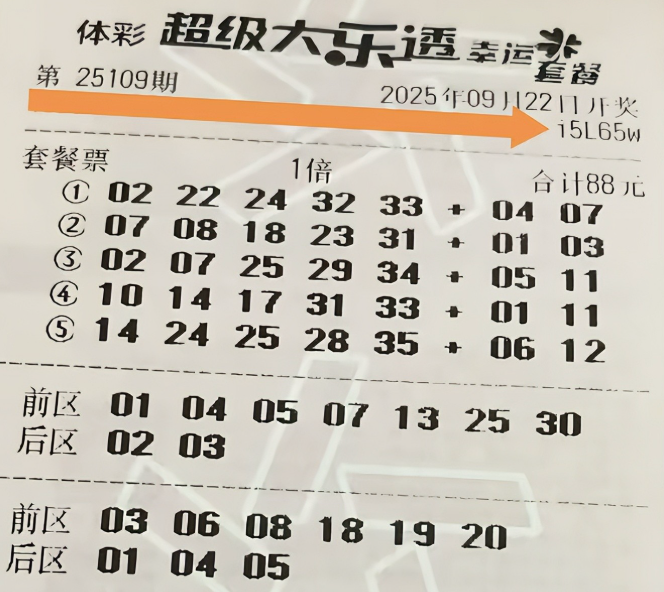 体彩 超级大乐透 幸运套餐
第 25109期
2025年09月22日开奖
i5L65w
套餐票 1倍 合计88元
① 02 22 24 32 33 + 04 07
② 07 08 18 23 31 + 01 03
③ 02 07 25 29 34 + 05 11
④ 10 14 17 31 33 + 01 11
⑤ 14 24 25 28 35 + 06 12
前区 01 04 05 07 13 25 30
后区 02 03
前区 03 06 08 18 19 20
后区 01 04 05